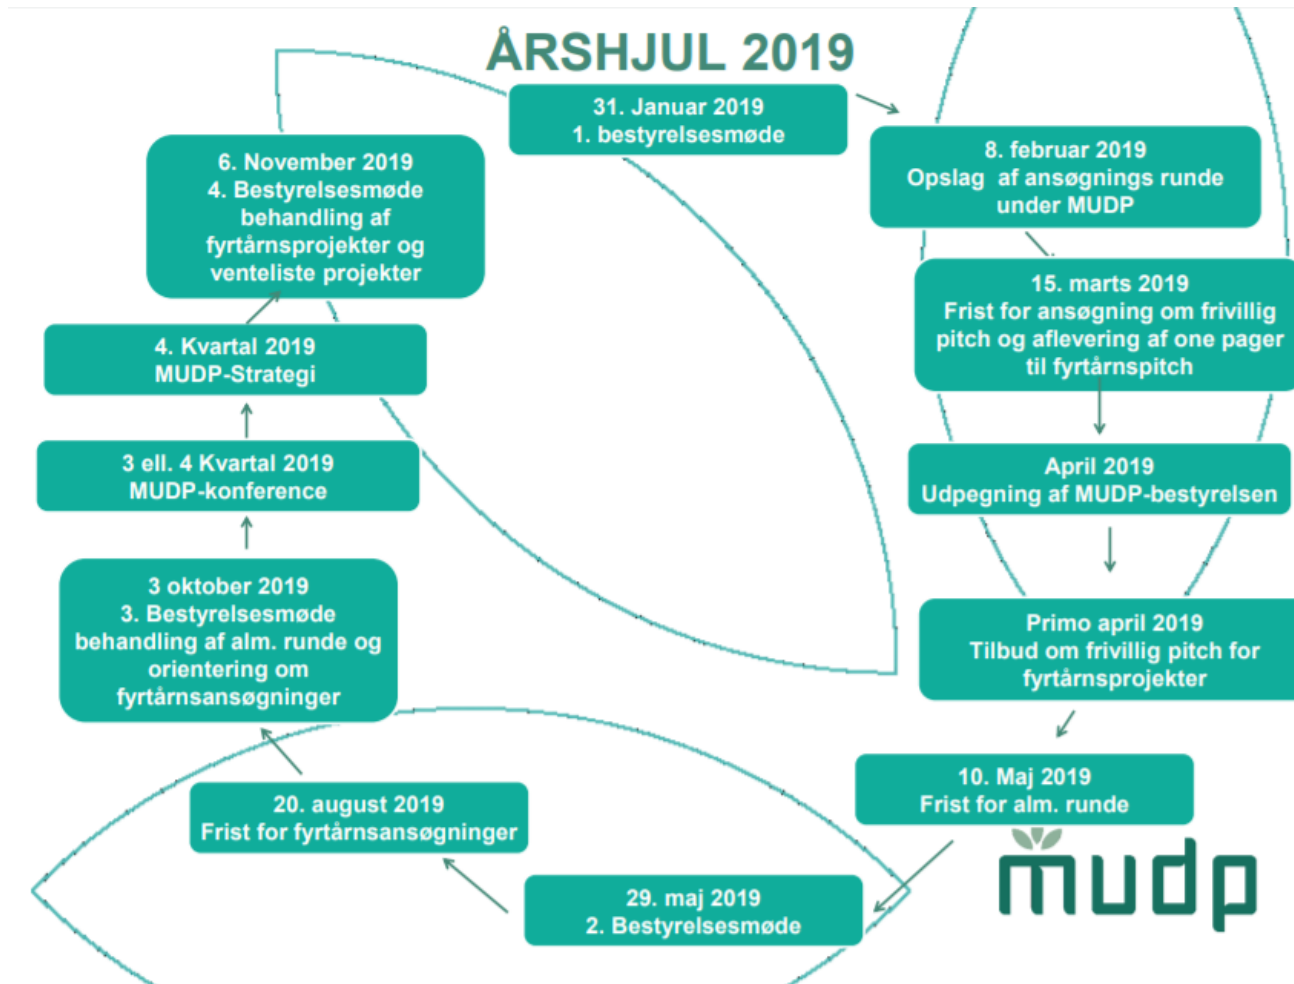 ÅRSHJUL 2019
31. Januar 2019
1. bestyrelsesmøde
8. februar 2019
Opslag af ansøgnings runde
under MUDP
15. marts 2019
Frist for ansøgning om frivillig
pitch og aflevering af one pager
til fyrtårnspitch
April 2019
Udpegning af MUDP-bestyrelsen
Primo april 2019
Tilbud om frivillig pitch for
fyrtårnsprojekter
10. Maj 2019
Frist for alm. runde
29. maj 2019
2. Bestyrelsesmøde
20. august 2019
Frist for fyrtårnsansøgninger
3 oktober 2019
3. Bestyrelsesmøde
behandling af alm. runde og
orientering om
fyrtårnsansøgninger
3 ell. 4 Kvartal 2019
MUDP-konference
4. Kvartal 2019
MUDP-Strategi
6. November 2019
4. Bestyrelsesmøde
behandling af
fyrtårnsprojekter og
venteliste projekter
mudp